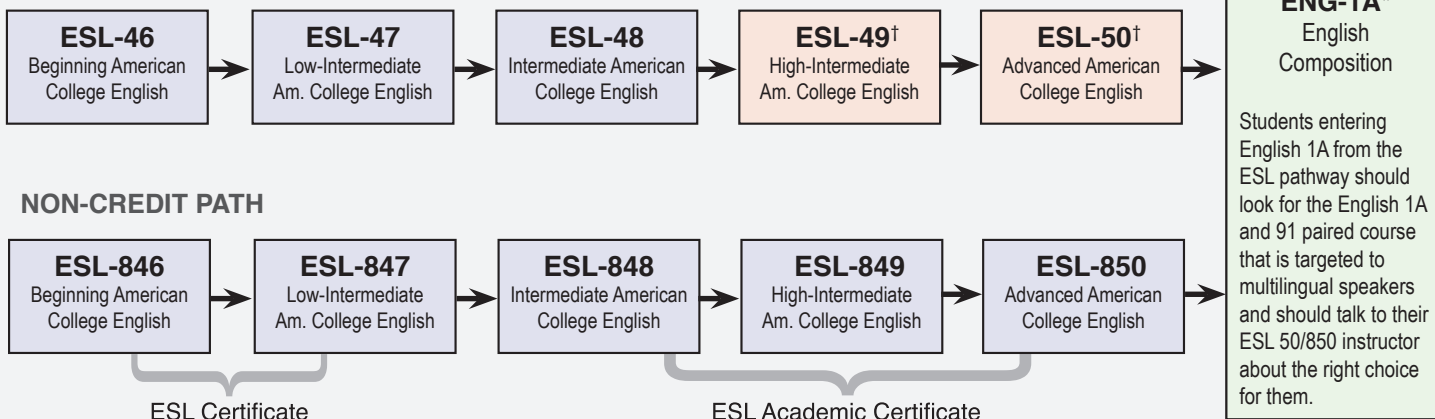 ESL-46
Beginning American
College English
ESL-47
Low-Intermediate
Am. College English
ESL-48
Intermediate American
College English
ESL-49†
High-Intermediate
Am. College English
ESL-50†
Advanced American
College English
ENG-1A*
English
Composition
Students entering
English 1A from the
ESL pathway should
look for the English 1A
and 91 paired course
that is targeted to
multilingual speakers
and should talk to their
ESL 50/850 instructor
about the right choice
for them.
NON-CREDIT PATH
ESL-846
Beginning American
College English
ESL-847
Low-Intermediate
Am. College English
ESL-848
Intermediate American
College English
ESL-849
High-Intermediate
Am. College English
ESL-850
Advanced American
College English
ESL Certificate
ESL Academic Certificate